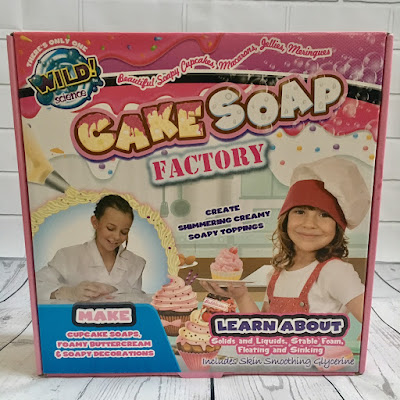 THERE'S ONLY ONE
WILD!
science
Beautiful Soapy Cupcakes, Macarons, Jellies, Meringues
CAKE SOAP
FACTORY
CREATE
SHIMMERING CREAMY
SOAPY TOPPINGS
MAKE
CUPCAKE SOAPS,
FOAMY BUTTERCREAM
& SOAPY DECORATIONS
LEARN ABOUT
Solids and Liquids, Stable Foam,
Floating and Sinking
Includes Skin Smoothing Glycerine